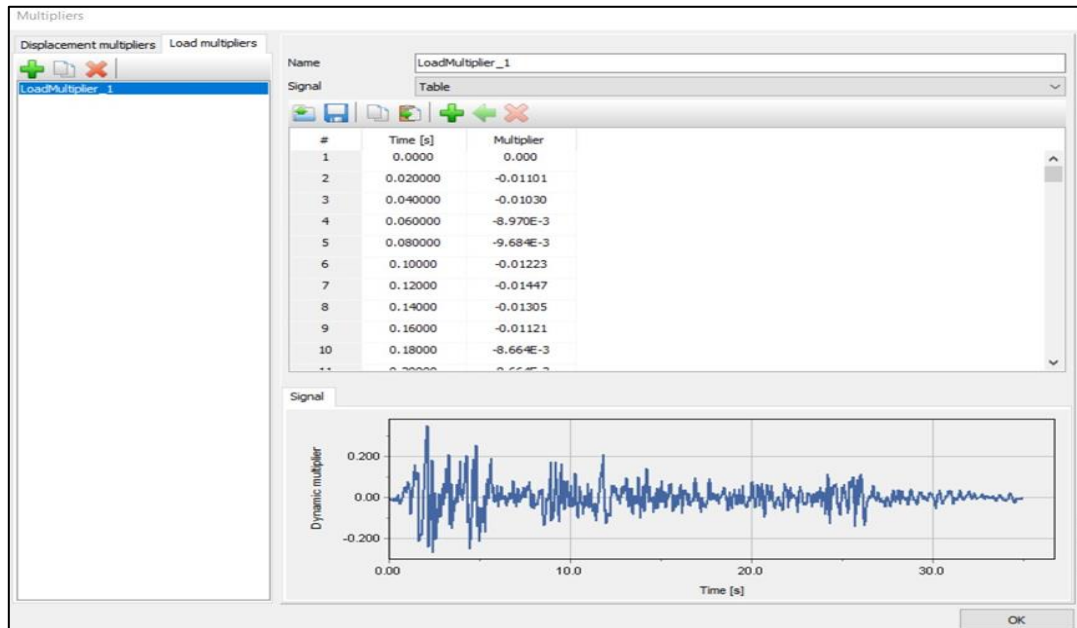 Multipliers
Displacement multipliers Load multipliers
LoadMultiplier_1
Name LoadMultiplier_1
Signal Table
# Time [s] Multiplier
1 0.0000 0.000
2 0.020000 -0.01101
3 0.040000 -0.01030
4 0.060000 -8.970E-3
5 0.080000 -9.684E-3
6 0.10000 -0.01223
7 0.12000 -0.01447
8 0.14000 -0.01305
9 0.16000 -0.01121
10 0.18000 -8.664E-3
Signal
Dynamic multiplier
0.200
0.00
-0.200
0.00 10.0 20.0 30.0
Time [s]
OK